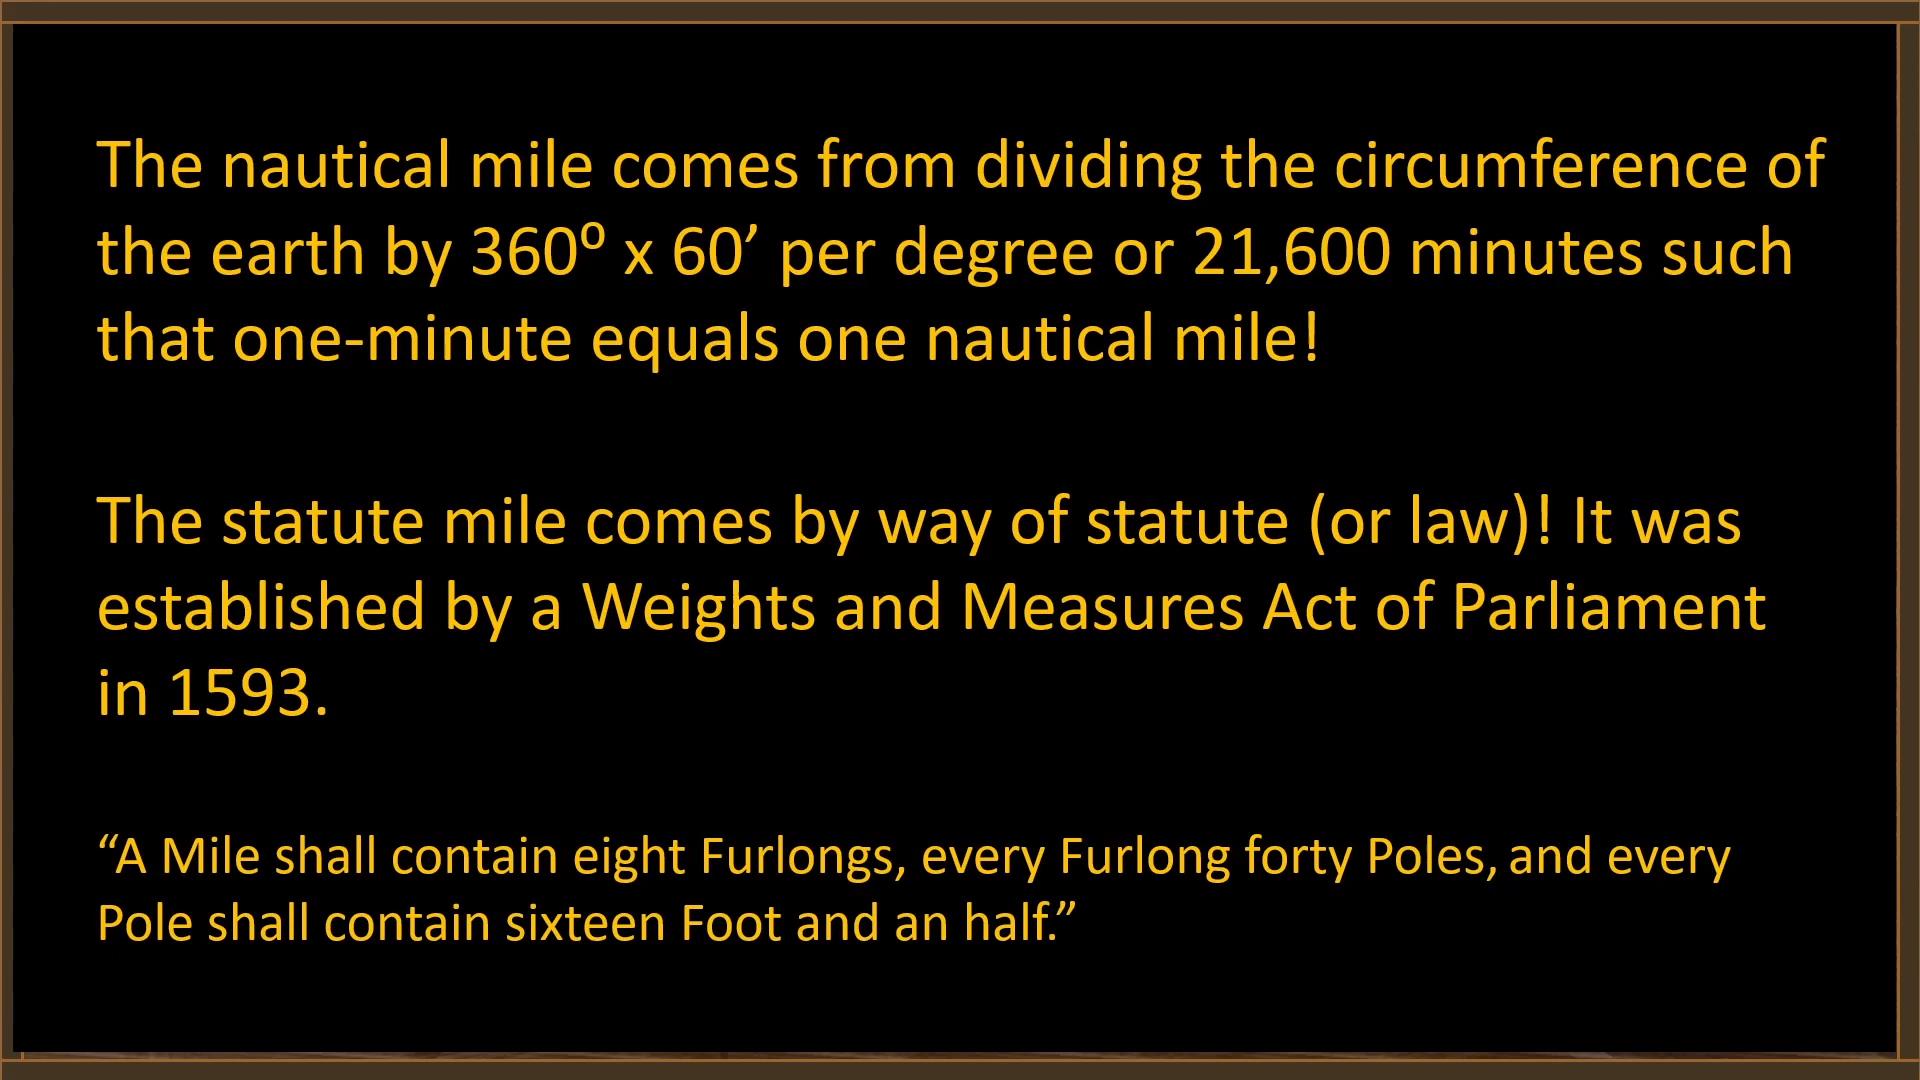 The nautical mile comes from dividing the circumference of
the earth by 360⁰ x 60’ per degree or 21,600 minutes such
that one-minute equals one nautical mile!
The statute mile comes by way of statute (or law)! It was
established by a Weights and Measures Act of Parliament
in 1593.
“A Mile shall contain eight Furlongs, every Furlong forty Poles, and every
Pole shall contain sixteen Foot and an half.”